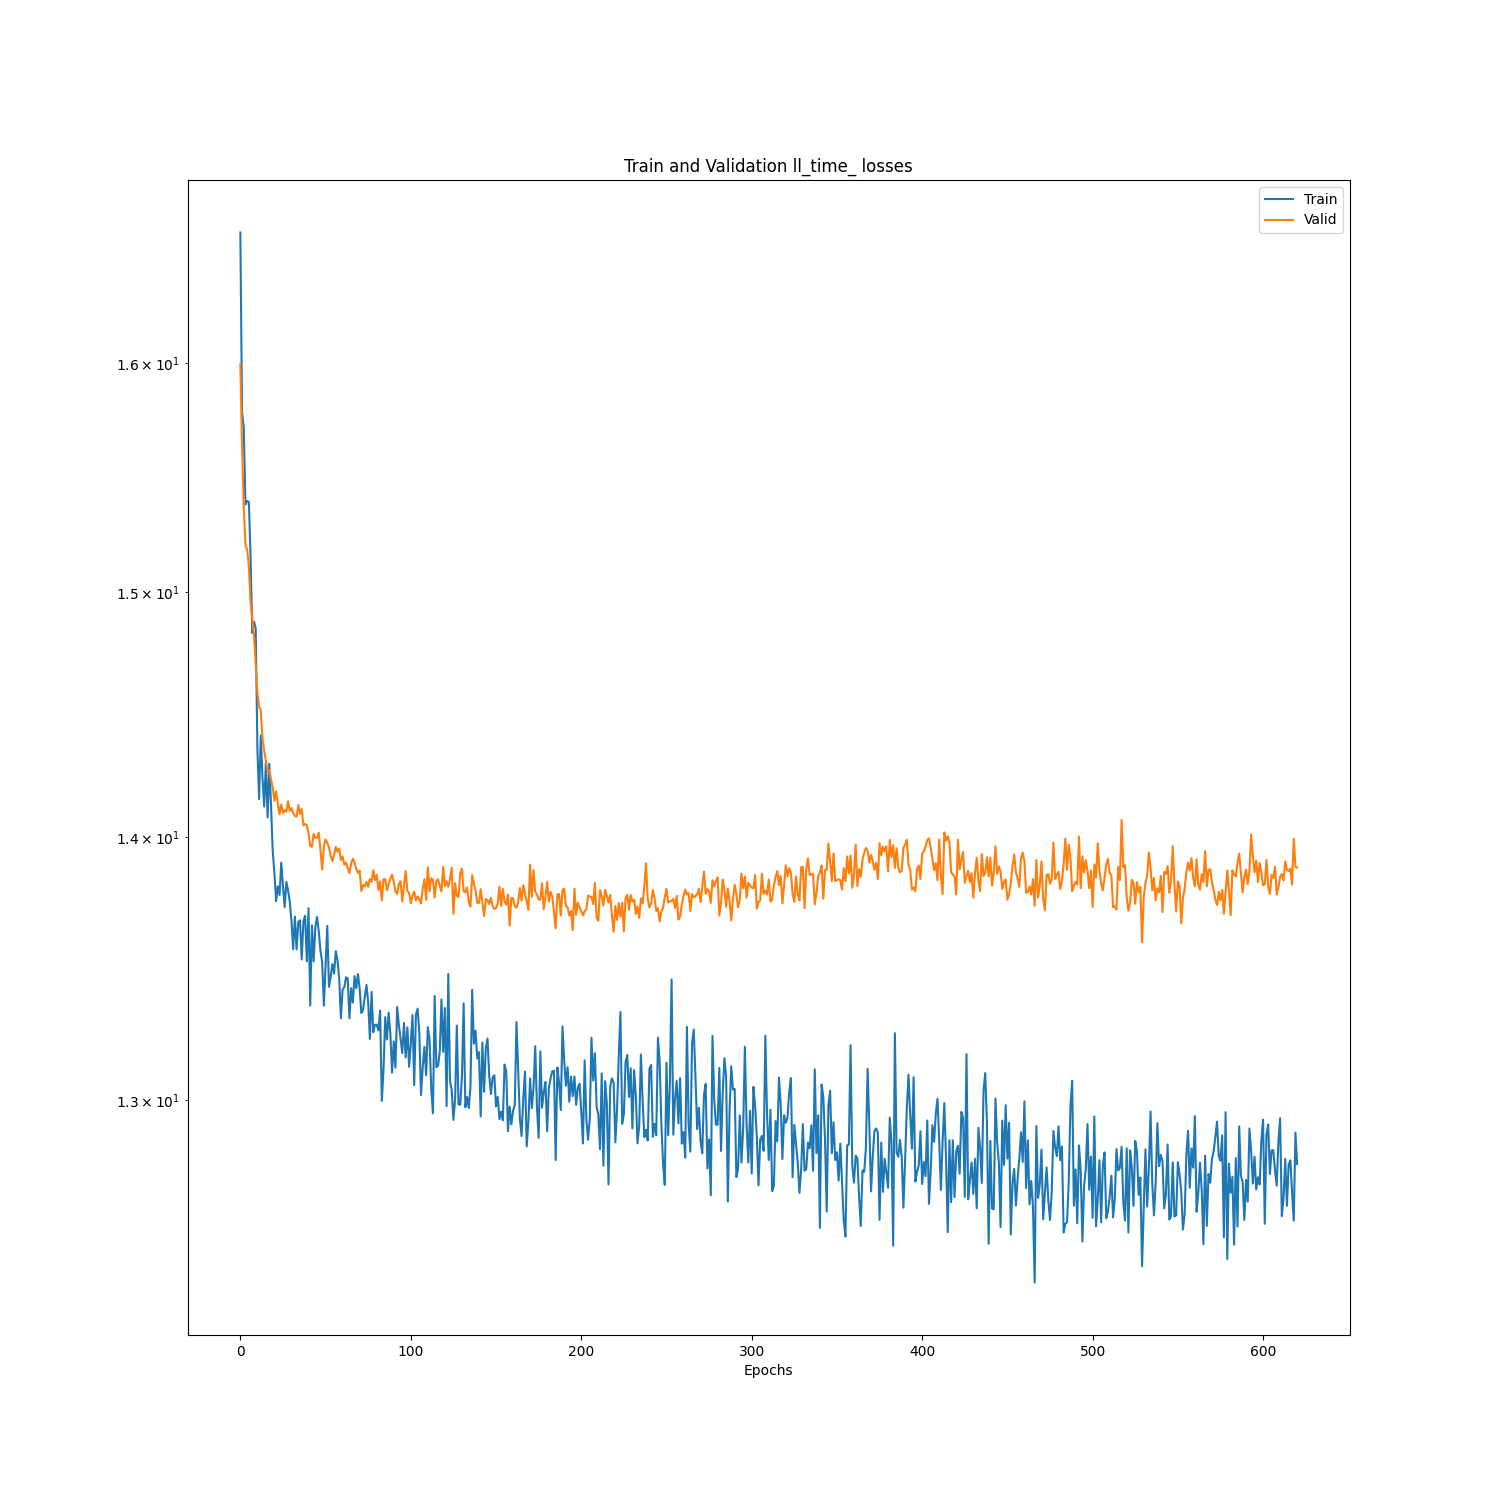 Train and Validation ll_time_ losses
Train
Valid
1.6 × 10¹
1.5 × 10¹
1.4 × 10¹
1.3 × 10¹
0 100 200 300 400 500 600
Epochs